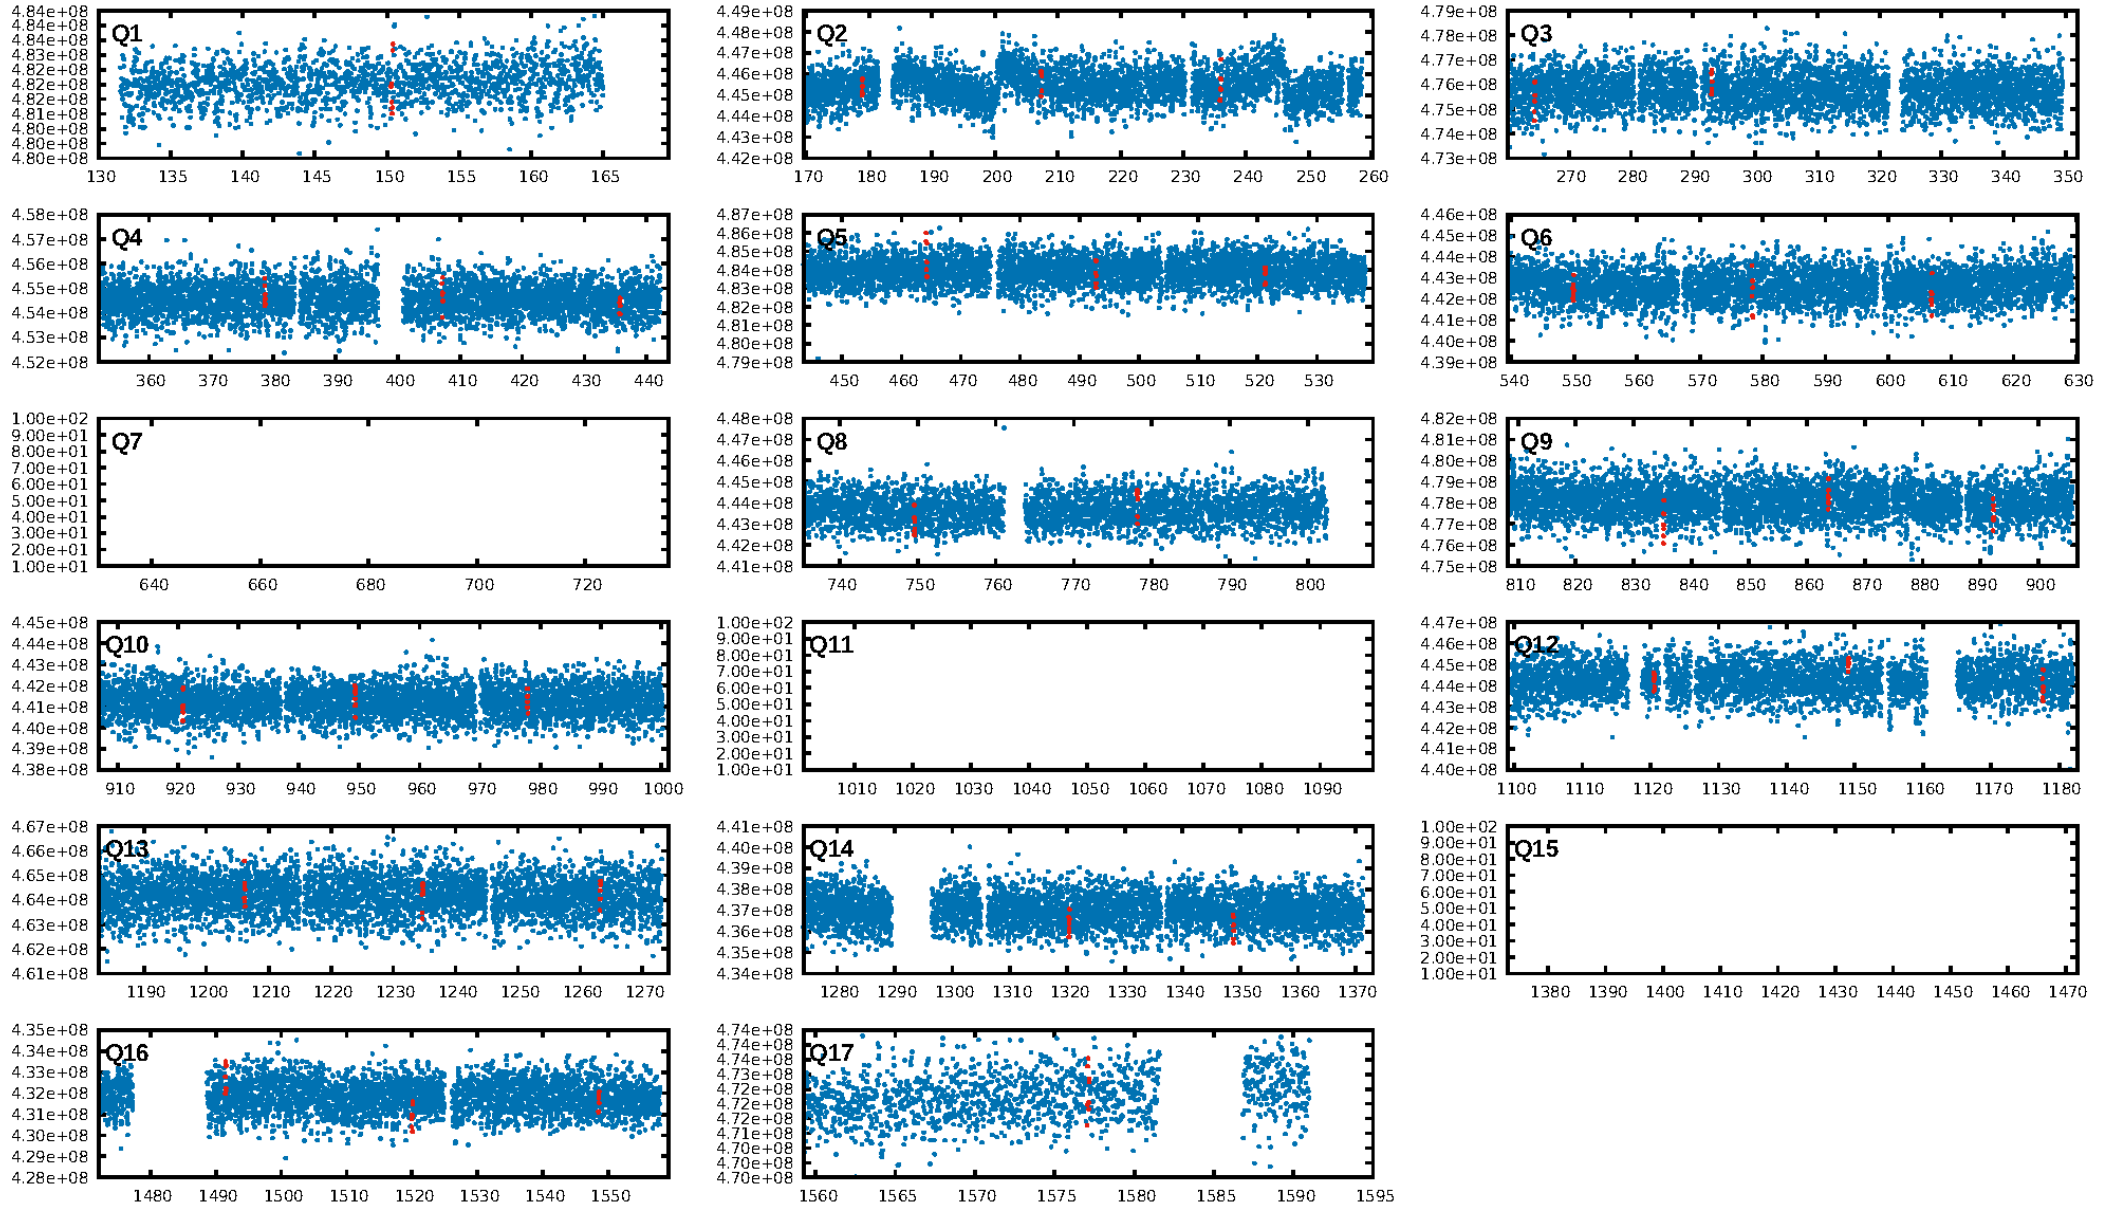 4.84e+08
4.84e+08
4.83e+08
4.82e+08
4.82e+08
4.82e+08
4.81e+08
4.80e+08
4.80e+08
4.80e+08
Q1
130 135 140 145 150 155 160 165
4.49e+08
4.48e+08
4.47e+08
4.46e+08
4.45e+08
4.44e+08
4.43e+08
4.42e+08
Q2
170 180 190 200 210 220 230 240 250 260
4.79e+08
4.78e+08
4.77e+08
4.76e+08
4.75e+08
4.74e+08
4.73e+08
Q3
270 280 290 300 310 320 330 340 350
4.58e+08
4.57e+08
4.56e+08
4.55e+08
4.54e+08
4.53e+08
4.52e+08
Q4
360 370 380 390 400 410 420 430 440
4.87e+08
4.86e+08
4.85e+08
4.84e+08
4.83e+08
4.82e+08
4.81e+08
4.80e+08
4.79e+08
Q5
450 460 470 480 490 500 510 520 530
4.46e+08
4.45e+08
4.44e+08
4.43e+08
4.42e+08
4.41e+08
4.40e+08
4.39e+08
Q6
540 550 560 570 580 590 600 610 620 630
1.00e+02
9.00e+01
8.00e+01
7.00e+01
6.00e+01
5.00e+01
4.00e+01
3.00e+01
2.00e+01
1.00e+01
Q7
640 660 680 700 720
4.48e+08
4.47e+08
4.46e+08
4.45e+08
4.44e+08
4.43e+08
4.42e+08
4.41e+08
Q8
740 750 760 770 780 790 800
4.82e+08
4.81e+08
4.80e+08
4.79e+08
4.78e+08
4.77e+08
4.76e+08
4.75e+08
Q9
810 820 830 840 850 860 870 880 890 900
4.45e+08
4.44e+08
4.43e+08
4.42e+08
4.41e+08
4.40e+08
4.39e+08
4.38e+08
Q10
910 920 930 940 950 960 970 980 990 1000
1.00e+02
9.00e+01
8.00e+01
7.00e+01
6.00e+01
5.00e+01
4.00e+01
3.00e+01
2.00e+01
1.00e+01
Q11
1010 1020 1030 1040 1050 1060 1070 1080 1090
4.47e+08
4.46e+08
4.45e+08
4.44e+08
4.43e+08
4.42e+08
4.41e+08
4.40e+08
Q12
1100 1110 1120 1130 1140 1150 1160 1170 1180
4.67e+08
4.66e+08
4.65e+08
4.64e+08
4.63e+08
4.62e+08
4.61e+08
Q13
1190 1200 1210 1220 1230 1240 1250 1260 1270
4.41e+08
4.40e+08
4.39e+08
4.38e+08
4.37e+08
4.36e+08
4.35e+08
4.34e+08
Q14
1280 1290 1300 1310 1320 1330 1340 1350 1360 1370
1.00e+02
9.00e+01
8.00e+01
7.00e+01
6.00e+01
5.00e+01
4.00e+01
3.00e+01
2.00e+01
1.00e+01
Q15
1380 1390 1400 1410 1420 1430 1440 1450 1460 1470
4.35e+08
4.34e+08
4.33e+08
4.32e+08
4.31e+08
4.30e+08
4.29e+08
4.28e+08
Q16
1480 1490 1500 1510 1520 1530 1540 1550
4.74e+08
4.74e+08
4.73e+08
4.73e+08
4.72e+08
4.72e+08
4.72e+08
4.71e+08
4.70e+08
4.70e+08
4.70e+08
Q17
1560 1565 1570 1575 1580 1585 1590 1595